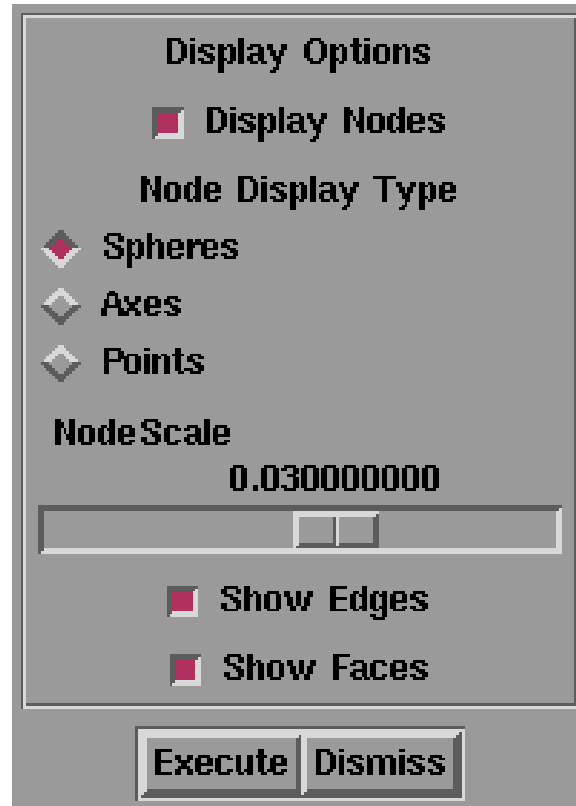 Display Options
Display Nodes
Node Display Type
Spheres
Axes
Points
NodeScale
0.030000000
Show Edges
Show Faces
Execute Dismiss